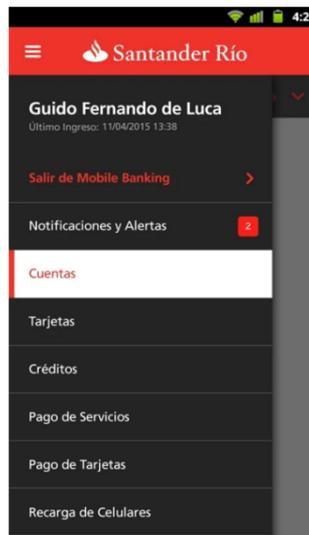 4:2
Santander Río
Guido Fernando de Luca
Último Ingreso: 11/04/2015 13:38
Salir de Mobile Banking
Notificaciones y Alertas 2
Cuentas
Tarjetas
Créditos
Pago de Servicios
Pago de Tarjetas
Recarga de Celulares